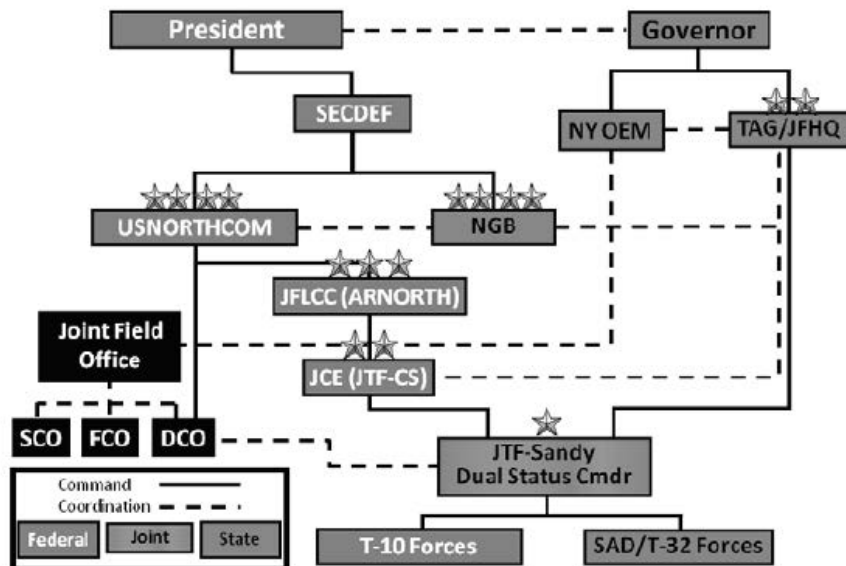 President
Governor
SECDEF
NY OEM
TAG/JFHQ
USNORTHCOM
NGB
JFLCC (ARNORTH)
Joint Field
Office
JCE (JTF-CS)
SCO
FCO
DCO
JTF-Sandy
Dual Status Cmdr
Command
Coordination
Federal
Joint
State
T-10 Forces
SAD/T-32 Forces